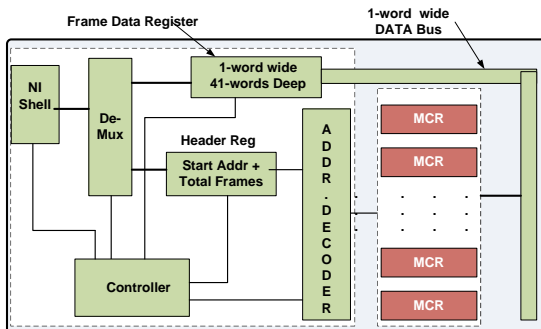 Frame Data Register
1-word wide
DATA Bus
NI
Shell
De-
Mux
1-word wide
41-words Deep
Header Reg
Start Addr +
Total Frames
Controller
A
D
D
R
.
D
E
C
O
D
E
R
MCR
MCR
MCR
MCR